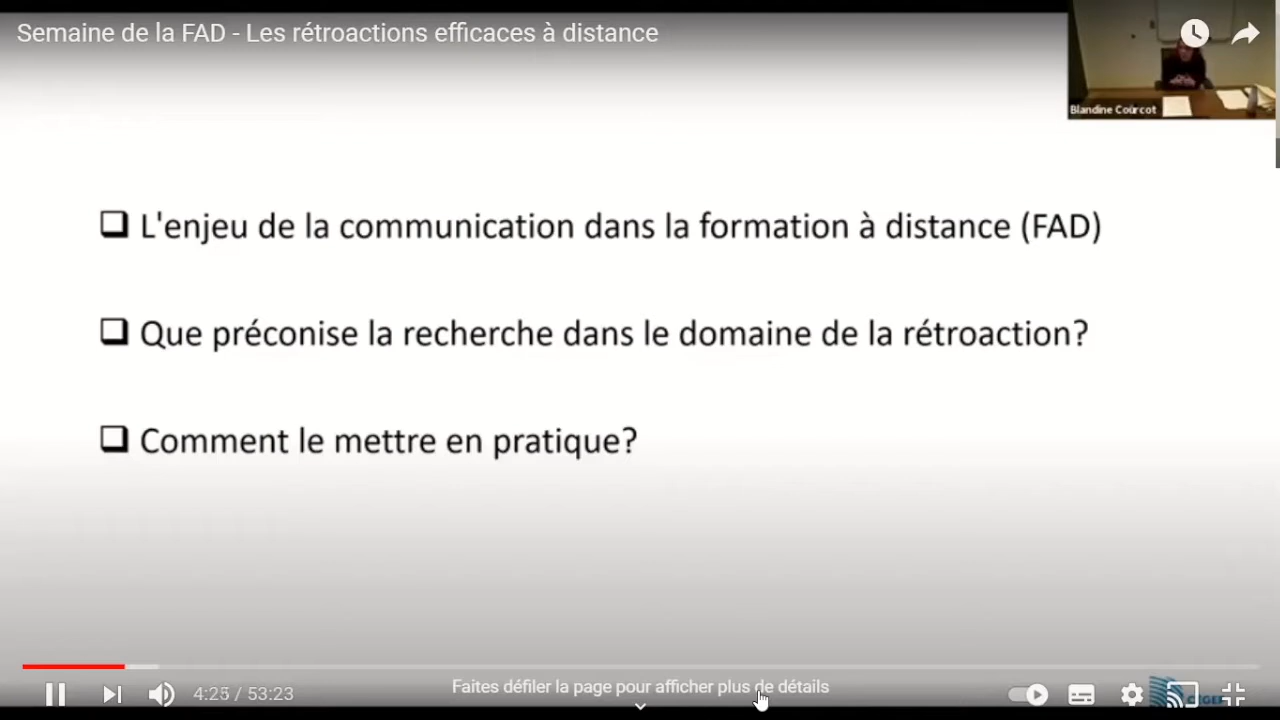 Semaine de la FAD - Les rétroactions efficaces à distance
Blandine Courcot
❑ L'enjeu de la communication dans la formation à distance (FAD)
❑ Que préconise la recherche dans le domaine de la rétroaction?
❑ Comment le mettre en pratique?
Faites défiler la page pour afficher plus de détails
4:25 / 53:23